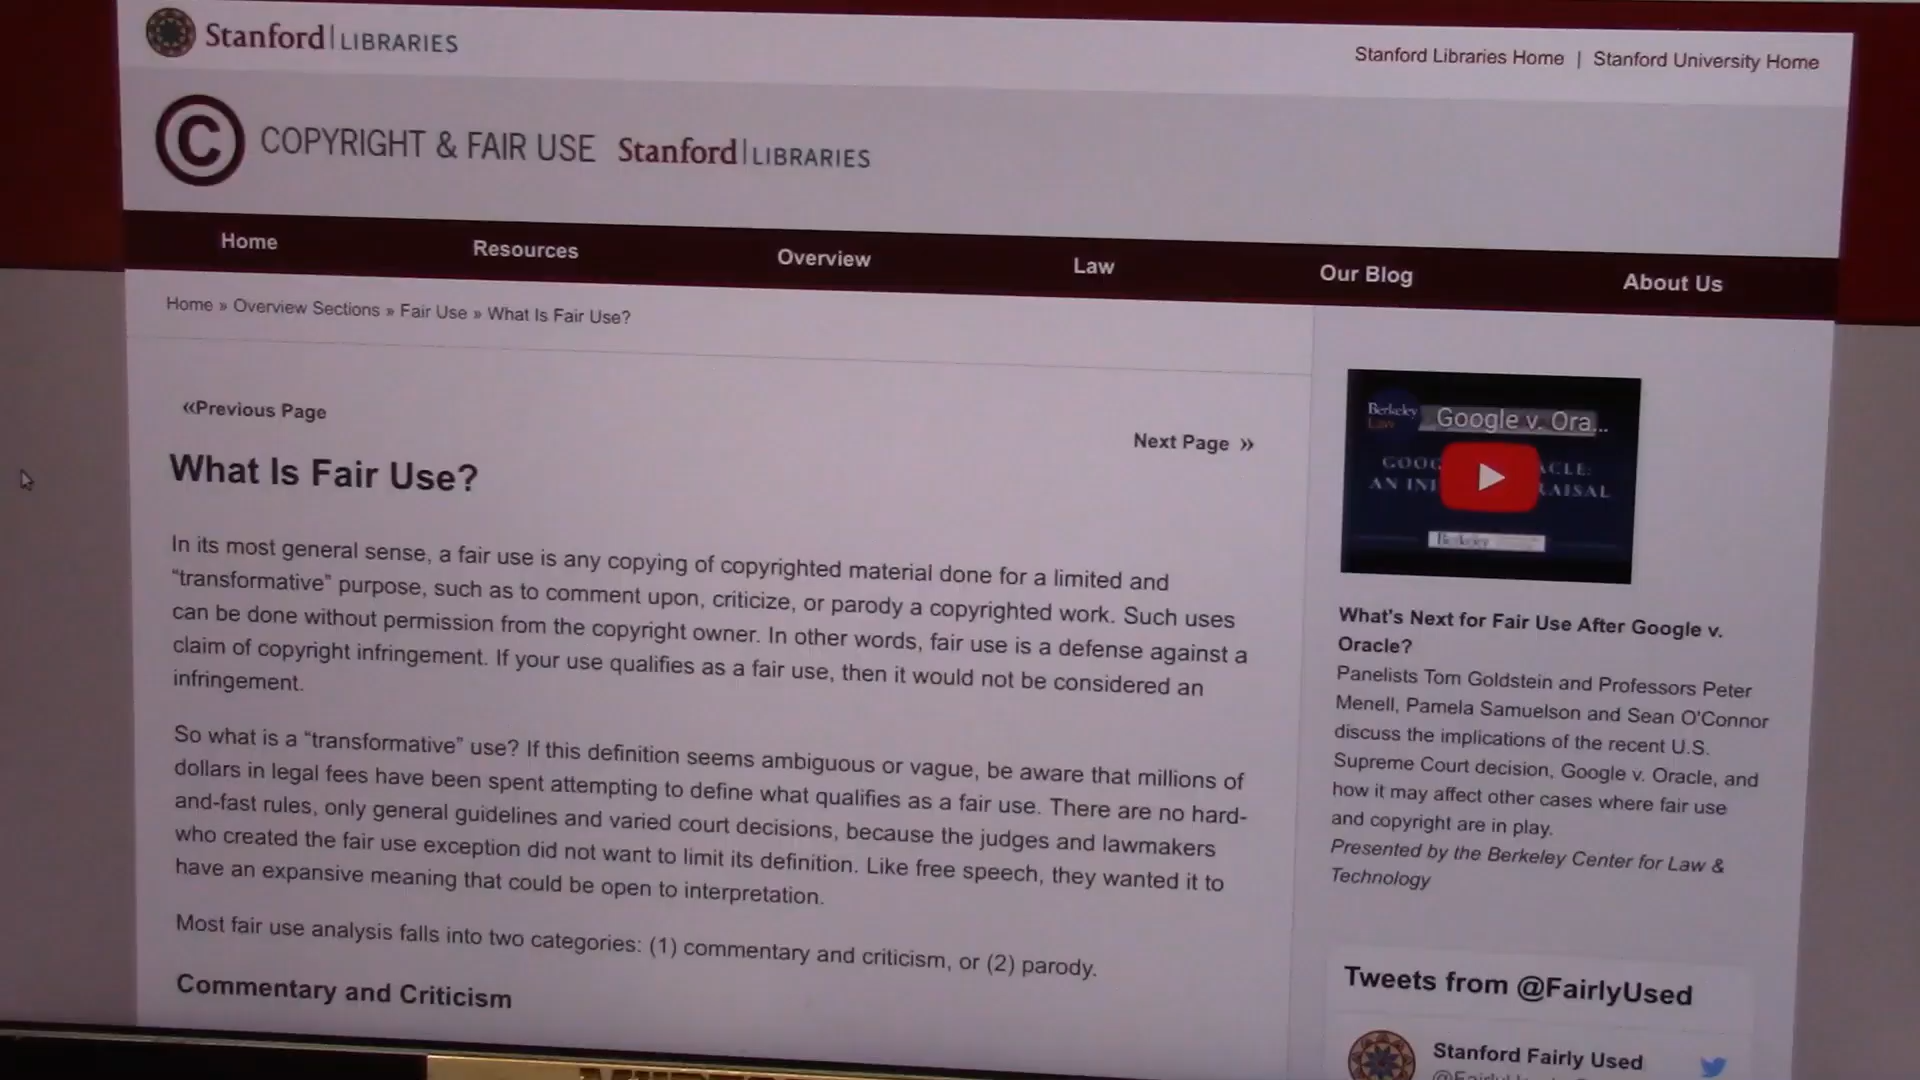 Stanford | LIBRARIES
Stanford Libraries Home | Stanford University Home
© COPYRIGHT & FAIR USE Stanford | LIBRARIES
Home Resources Overview Law Our Blog About Us
Home » Overview Sections » Fair Use » What Is Fair Use?
«Previous Page
Next Page »
What Is Fair Use?
In its most general sense, a fair use is any copying of copyrighted material done for a limited and
“transformative” purpose, such as to comment upon, criticize, or parody a copyrighted work. Such uses
can be done without permission from the copyright owner. In other words, fair use is a defense against a
claim of copyright infringement. If your use qualifies as a fair use, then it would not be considered an
infringement.
So what is a “transformative” use? If this definition seems ambiguous or vague, be aware that millions of
dollars in legal fees have been spent attempting to define what qualifies as a fair use. There are no hard-
and-fast rules, only general guidelines and varied court decisions, because the judges and lawmakers
who created the fair use exception did not want to limit its definition. Like free speech, they wanted it to
have an expansive meaning that could be open to interpretation.
Most fair use analysis falls into two categories: (1) commentary and criticism, or (2) parody.
Commentary and Criticism
Berkeley
Law
Google v. Ora...
Berkeley
What's Next for Fair Use After Google v.
Oracle?
Panelists Tom Goldstein and Professors Peter
Menell, Pamela Samuelson and Sean O'Connor
discuss the implications of the recent U.S.
Supreme Court decision, Google v. Oracle, and
how it may affect other cases where fair use
and copyright are in play.
Presented by the Berkeley Center for Law &
Technology
Tweets from @FairlyUsed
Stanford Fairly Used